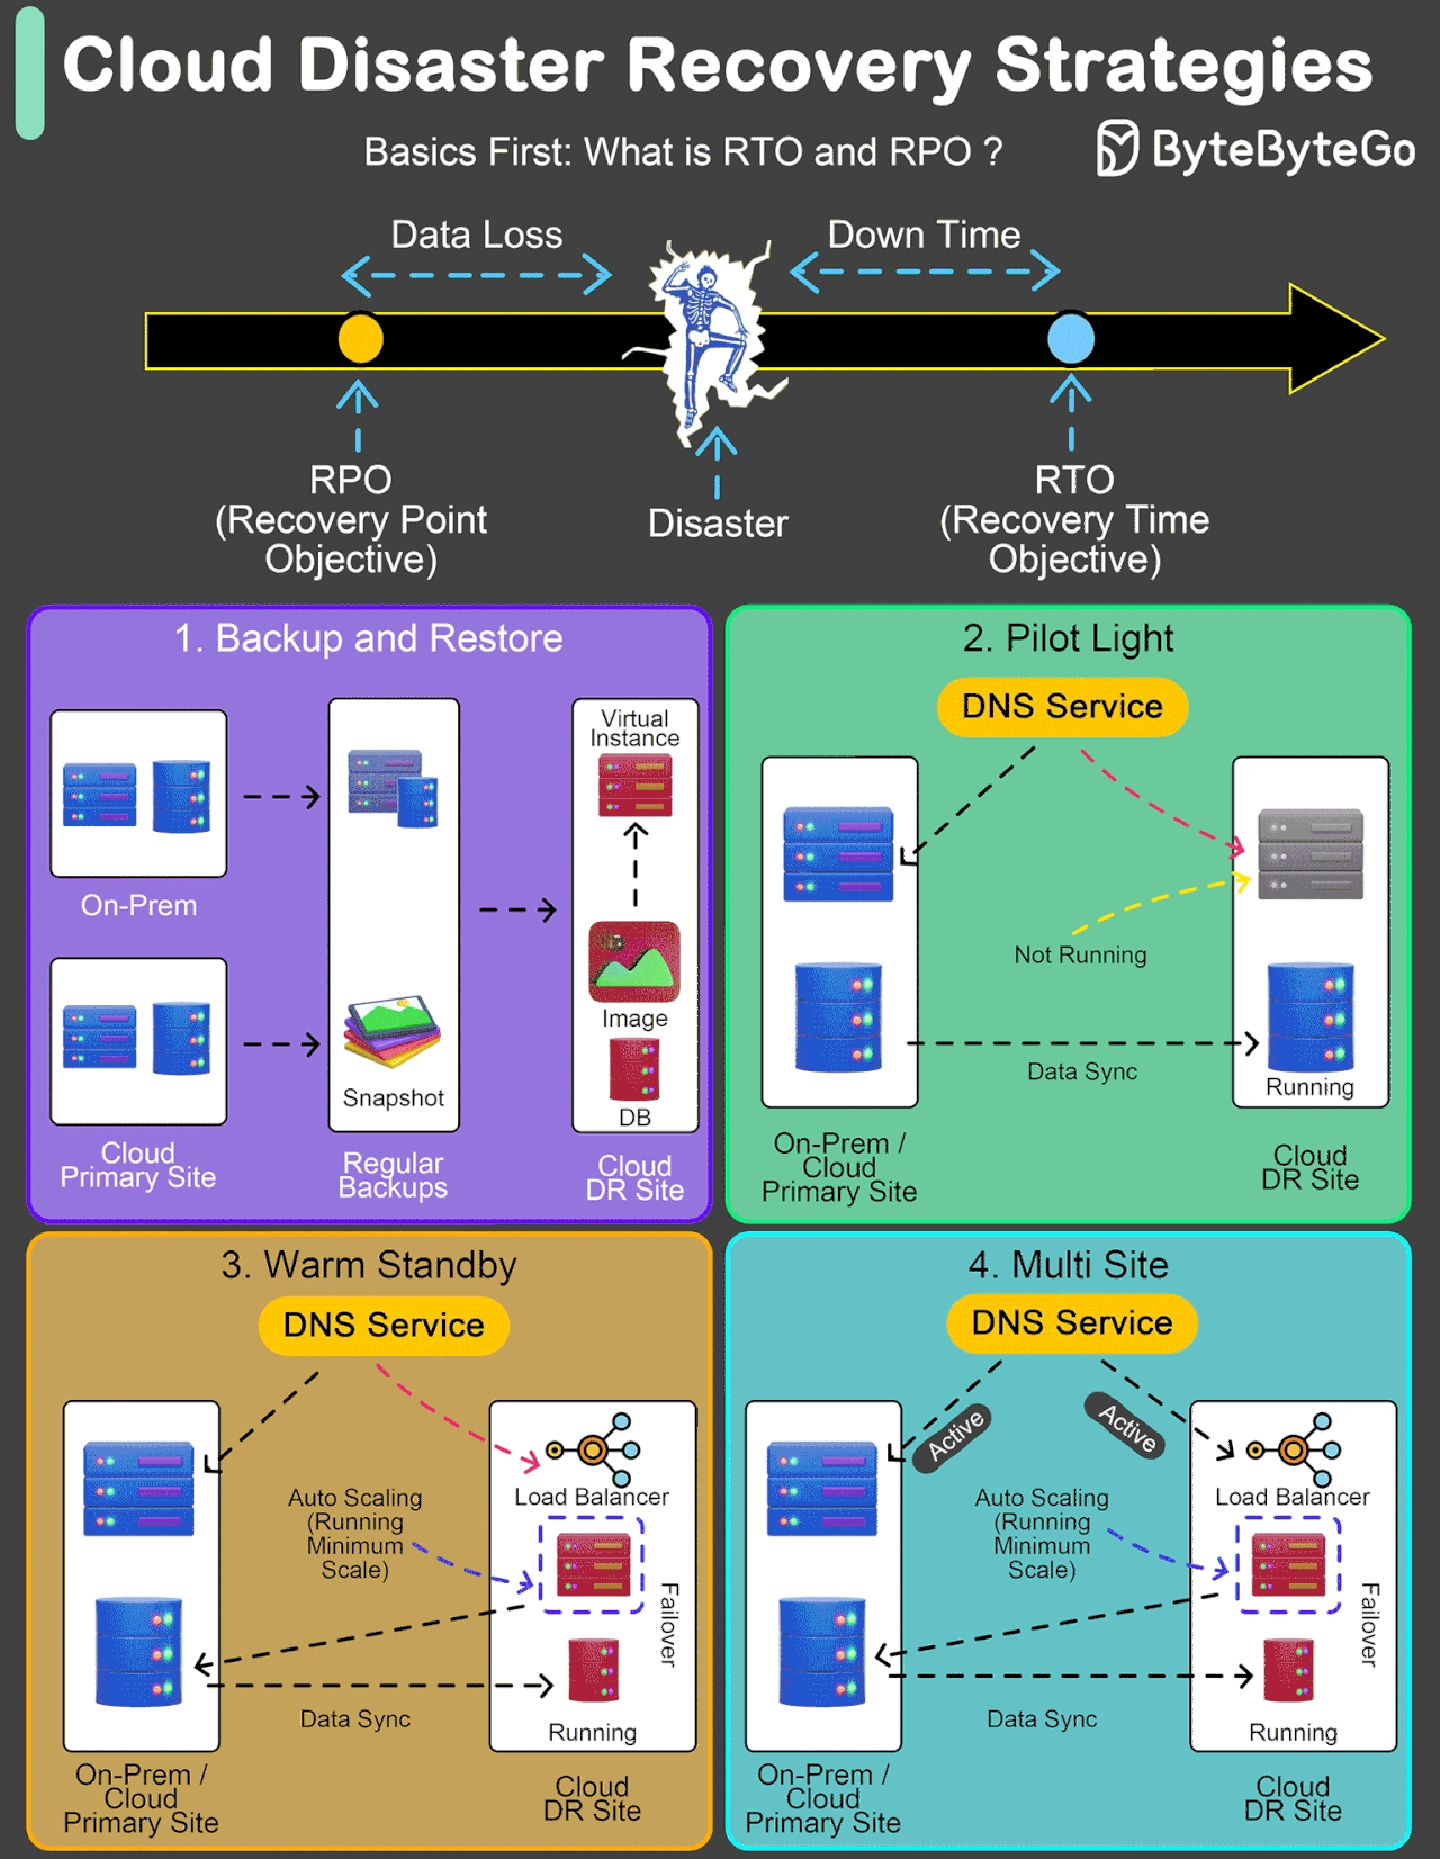 Cloud Disaster Recovery Strategies
Basics First: What is RTO and RPO ?
ByteByteGo
Data Loss
Down Time
RPO
(Recovery Point
Objective)
Disaster
RTO
(Recovery Time
Objective)
1. Backup and Restore
On-Prem
Cloud
Primary Site
Snapshot
Regular
Backups
Virtual
Instance
Image
DB
Cloud
DR Site
2. Pilot Light
DNS Service
Not Running
Data Sync
Running
On-Prem /
Cloud
Primary Site
Cloud
DR Site
3. Warm Standby
DNS Service
Auto Scaling
(Running
Minimum
Scale)
Load Balancer
Failover
Data Sync
Running
On-Prem /
Cloud
Primary Site
Cloud
DR Site
4. Multi Site
DNS Service
Active
Active
Auto Scaling
(Running
Minimum
Scale)
Load Balancer
Failover
Data Sync
Running
On-Prem /
Cloud
Primary Site
Cloud
DR Site